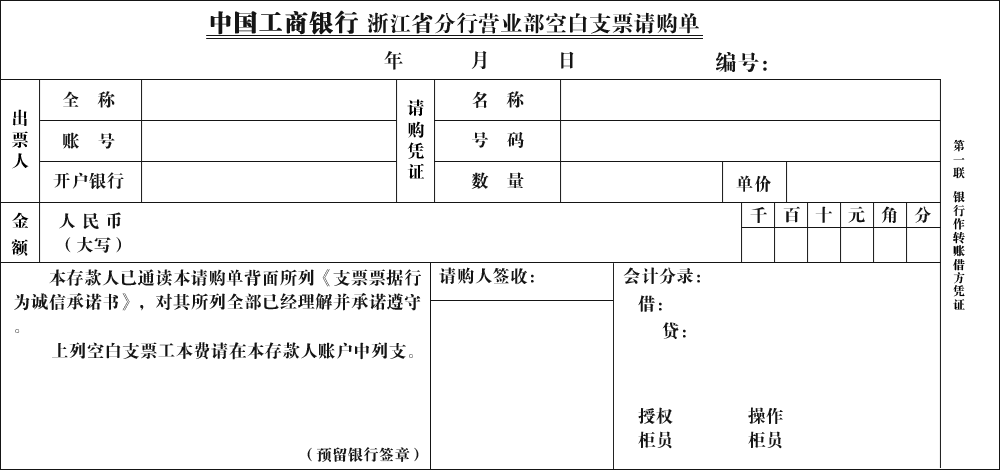 中国工商银行 浙江省分行营业部空白支票请购单
年 月 日 编号：
出票人
全 称
账 号
开户银行
请购凭证
名 称
号 码
数 量
单价
金额
人民币
（大写）
千 百 十 元 角 分
本存款人已通读本请购单背面所列《支票票据行
为诚信承诺书》，对其所列全部已经理解并承诺遵守
。
上列空白支票工本费请在本存款人账户中列支。
（预留银行签章）
请购人签收：
会计分录：
借：
贷：
授权 操作
柜员 柜员
第一联 银行作转账借方凭证